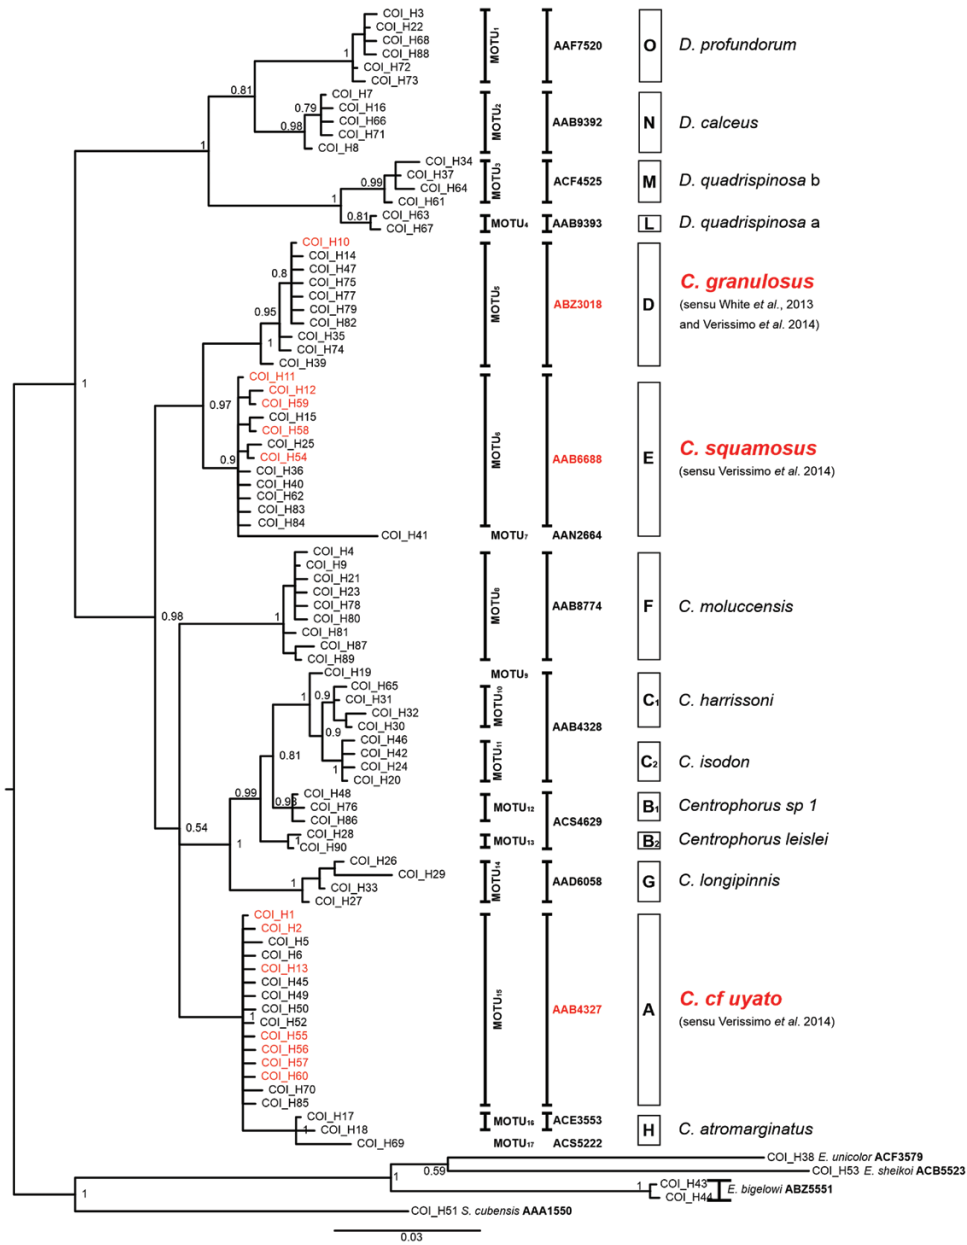 COI_H3
COI_H22
COI_H68
COI_H88
COI_H72
COI_H73
1
MOTU1
AAF7520
O
D. profundorum
0.81
COI_H7
COI_H16
COI_H66
COI_H71
COI_H8
0.79
0.98
MOTU2
AAB9392
N
D. calceus
1
COI_H34
COI_H37
COI_H64
COI_H61
0.99
MOTU3
ACF4525
M
D. quadrispinosa b
1
COI_H63
COI_H67
0.81
MOTU4
AAB9393
L
D. quadrispinosa a
COI_H10
COI_H14
COI_H47
COI_H75
COI_H77
COI_H79
COI_H82
COI_H35
COI_H74
COI_H39
0.8
0.95
1
MOTU5
ABZ3018
D
C. granulosus
(sensu White et al., 2013
and Verissimo et al. 2014)
1
0.97
COI_H11
COI_H12
COI_H59
COI_H15
COI_H58
COI_H25
COI_H54
COI_H36
COI_H40
COI_H62
COI_H83
COI_H84
0.9
MOTU6
AAB6688
E
C. squamosus
(sensu Verissimo et al. 2014)
COI_H41
MOTU7
AAN2664
COI_H4
COI_H9
COI_H21
COI_H23
COI_H78
COI_H80
COI_H81
COI_H87
COI_H89
0.98
1
MOTU8
AAB8774
F
C. moluccensis
COI_H19
MOTU9
COI_H65
COI_H31
COI_H32
COI_H30
1
0.9
0.9
MOTU10
AAB4328
C1
C. harrissoni
COI_H46
COI_H42
COI_H24
COI_H20
0.81
1
MOTU11
C2
C. isodon
COI_H48
COI_H76
COI_H86
0.99
0.98
MOTU12
ACS4629
B1
Centrophorus sp 1
COI_H28
COI_H90
1
MOTU13
B2
Centrophorus leislei
0.54
1
COI_H26
COI_H29
COI_H33
COI_H27
1
MOTU14
AAD6058
G
C. longipinnis
COI_H1
COI_H2
COI_H5
COI_H6
COI_H13
COI_H45
COI_H49
COI_H50
COI_H52
COI_H55
COI_H56
COI_H57
COI_H60
COI_H70
COI_H85
1
MOTU15
AAB4327
A
C. cf uyato
(sensu Verissimo et al. 2014)
COI_H17
COI_H18
1
MOTU16
ACE3553
H
C. atromarginatus
COI_H69
MOTU17
ACS5222
COI_H38 E. unicolor ACF3579
0.59
COI_H53 E. sheikoi ACB5523
1
1
COI_H43
COI_H44
E. bigelowi ABZ5551
1
COI_H51 S. cubensis AAA1550
0.03